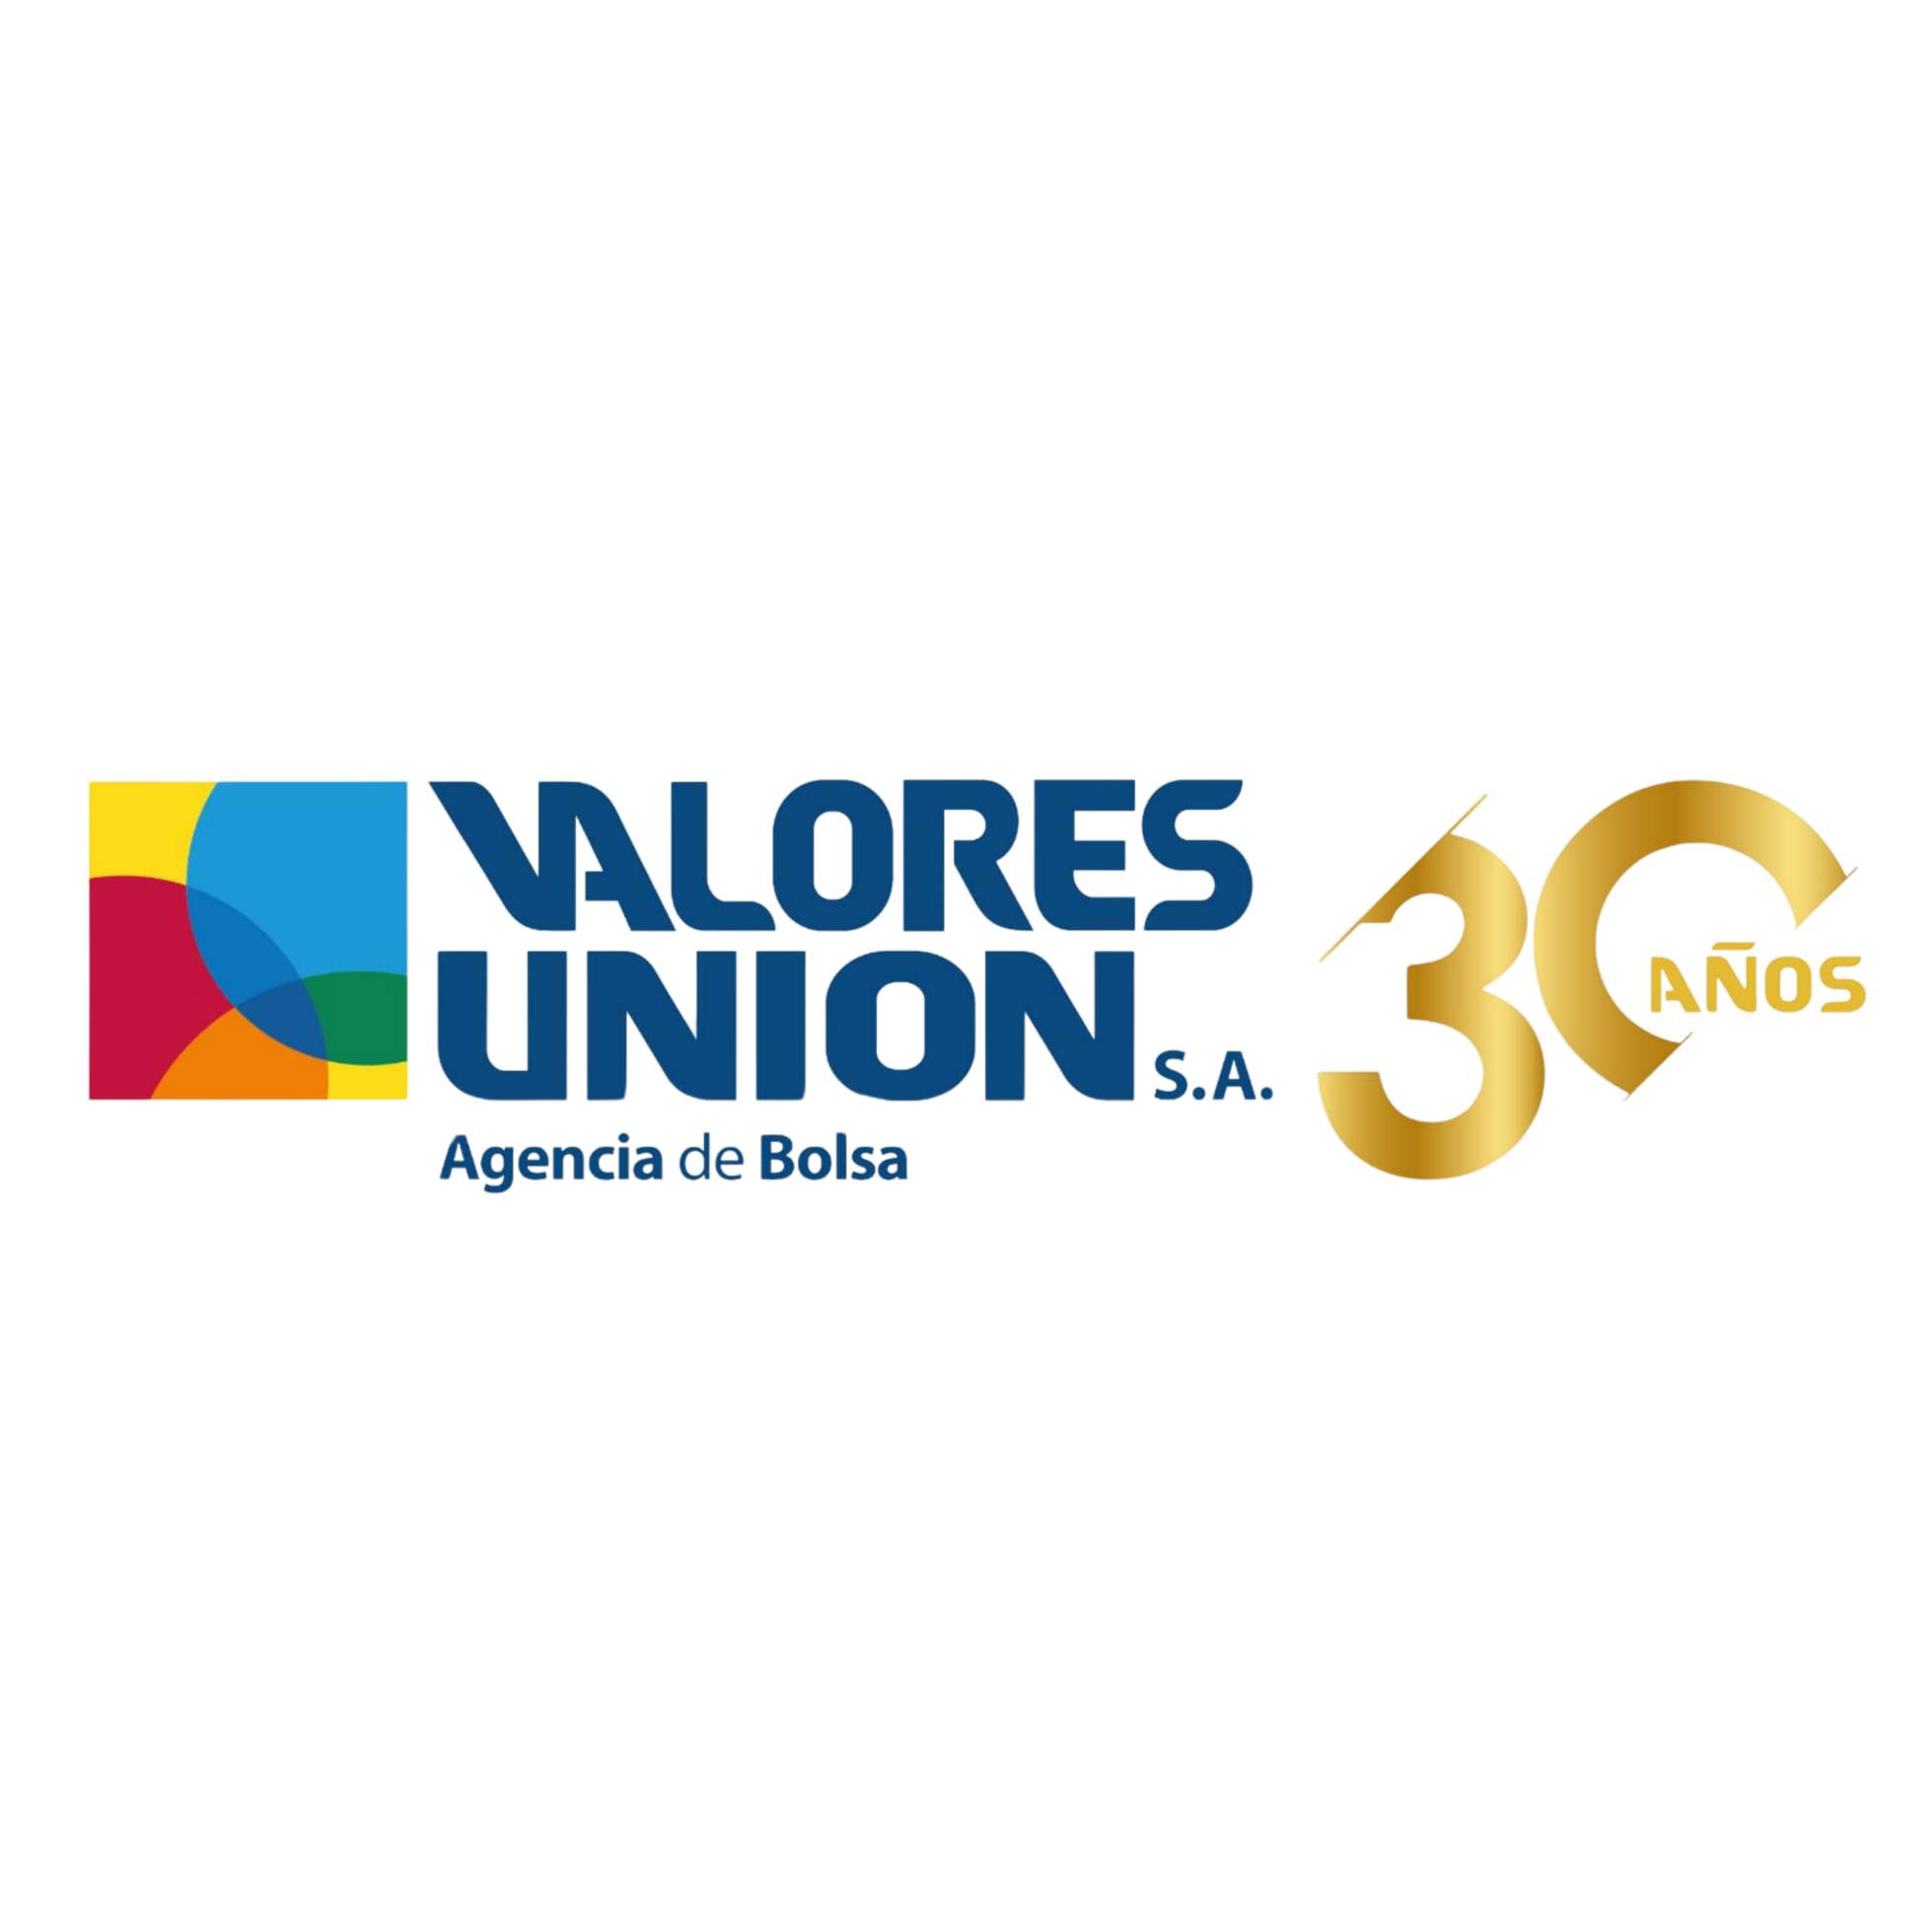 VALORES
UNION S.A.
Agencia de Bolsa
30
AÑOS